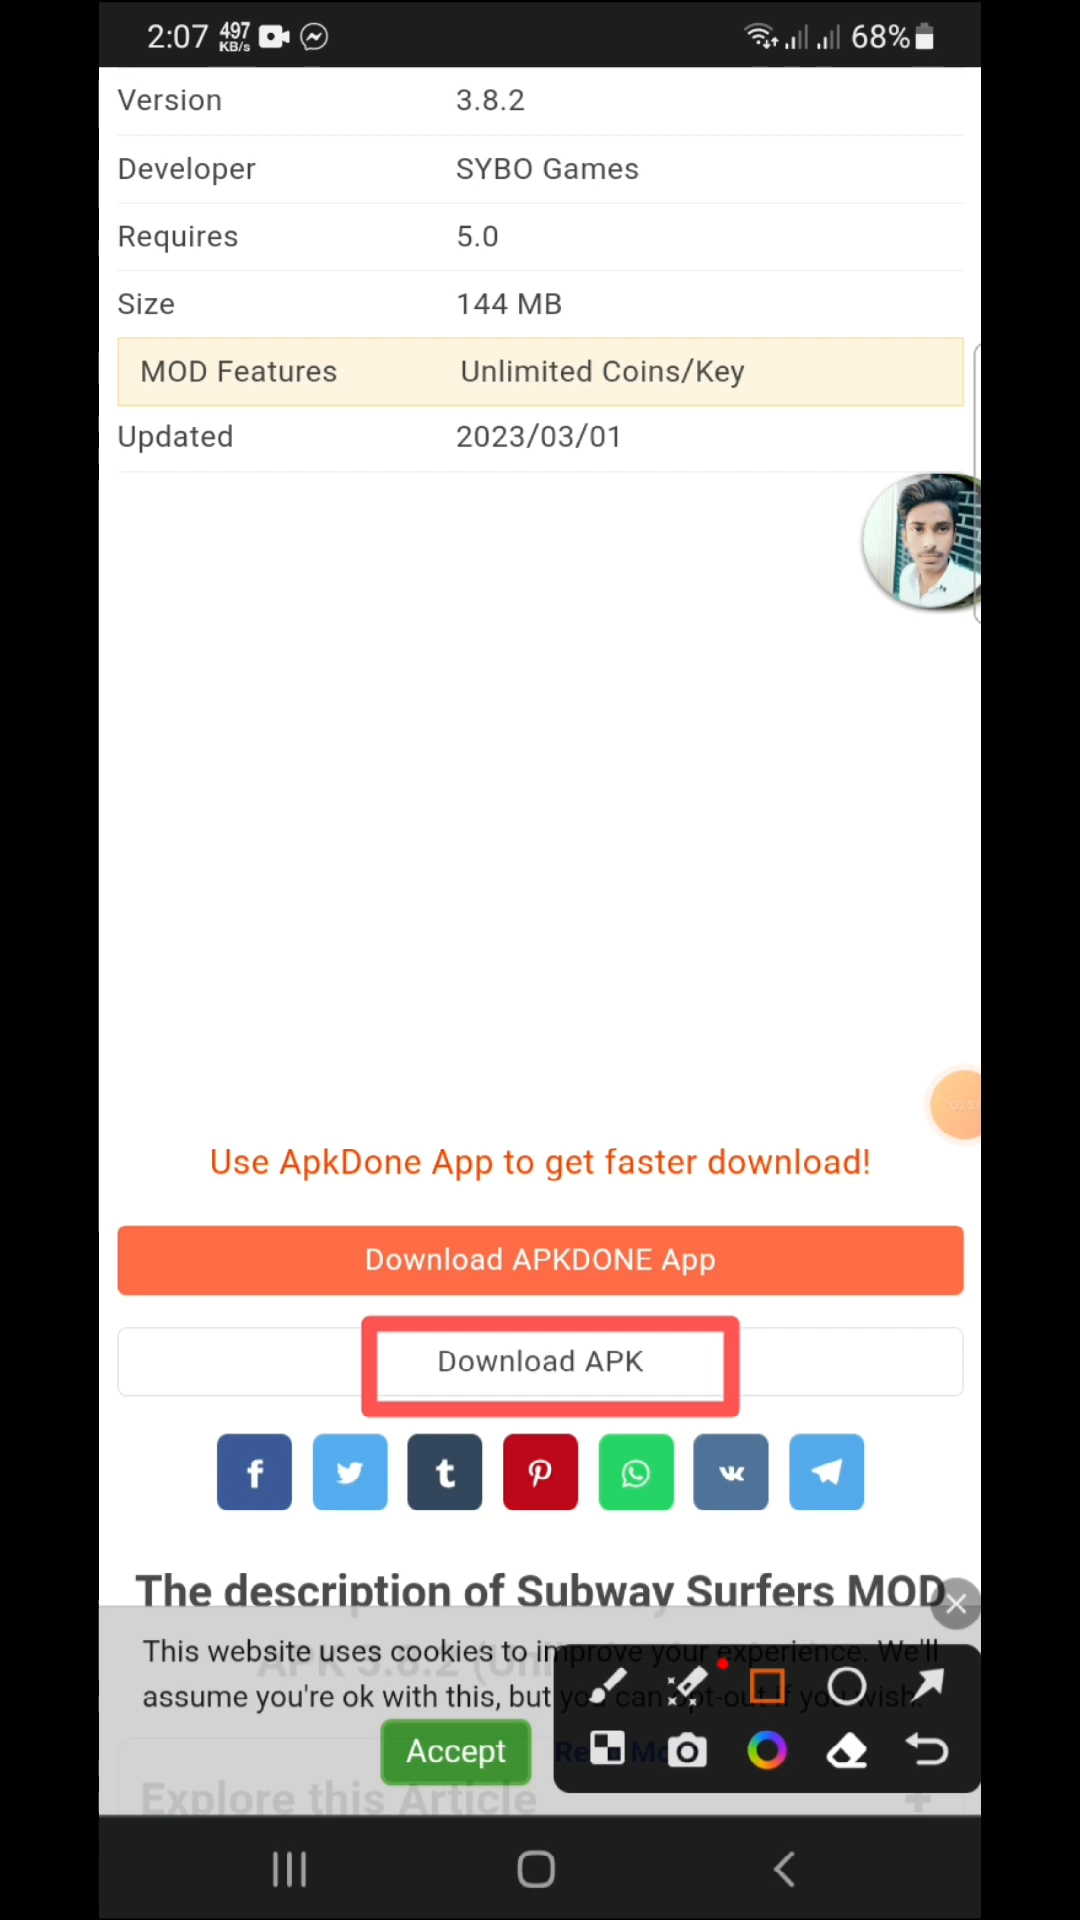 2:07 497 KB/s 68%
Version 3.8.2
Developer SYBO Games
Requires 5.0
Size 144 MB
MOD Features Unlimited Coins/Key
Updated 2023/03/01
00:53
Use ApkDone App to get faster download!
Download APKDONE App
Download APK
The description of Subway Surfers MOD
APK 3.8.2 (Unl
This website uses cookies to improve your experience. We'll
assume you're ok with this, but you can opt-out if you wish.
Accept Read Mo
Explore this Article +